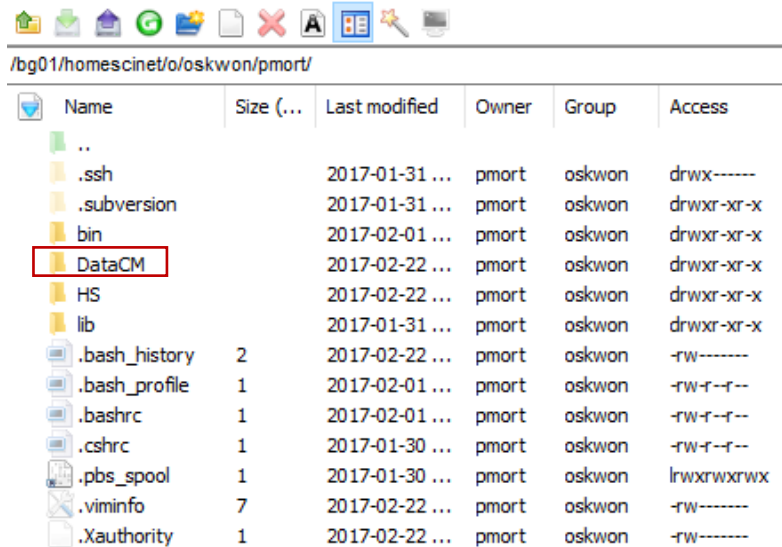 /bg01/homescinet/o/oskwon/pmort/
Name Size (... Last modified Owner Group Access
..
.ssh 2017-01-31 ... pmort oskwon drwx------
.subversion 2017-01-31 ... pmort oskwon drwxr-xr-x
bin 2017-02-01 ... pmort oskwon drwxr-xr-x
DataCM 2017-02-22 ... pmort oskwon drwxr-xr-x
HS 2017-02-22 ... pmort oskwon drwxr-xr-x
lib 2017-01-31 ... pmort oskwon drwxr-xr-x
.bash_history 2 2017-02-22 ... pmort oskwon -rw-------
.bash_profile 1 2017-02-01 ... pmort oskwon -rw-r--r--
.bashrc 1 2017-02-01 ... pmort oskwon -rw-r--r--
.cshrc 1 2017-01-30 ... pmort oskwon -rw-r--r--
.pbs_spool 1 2017-01-30 ... pmort oskwon lrwxrwxrwx
.viminfo 7 2017-02-22 ... pmort oskwon -rw-------
.Xauthority 1 2017-02-22 ... pmort oskwon -rw-------